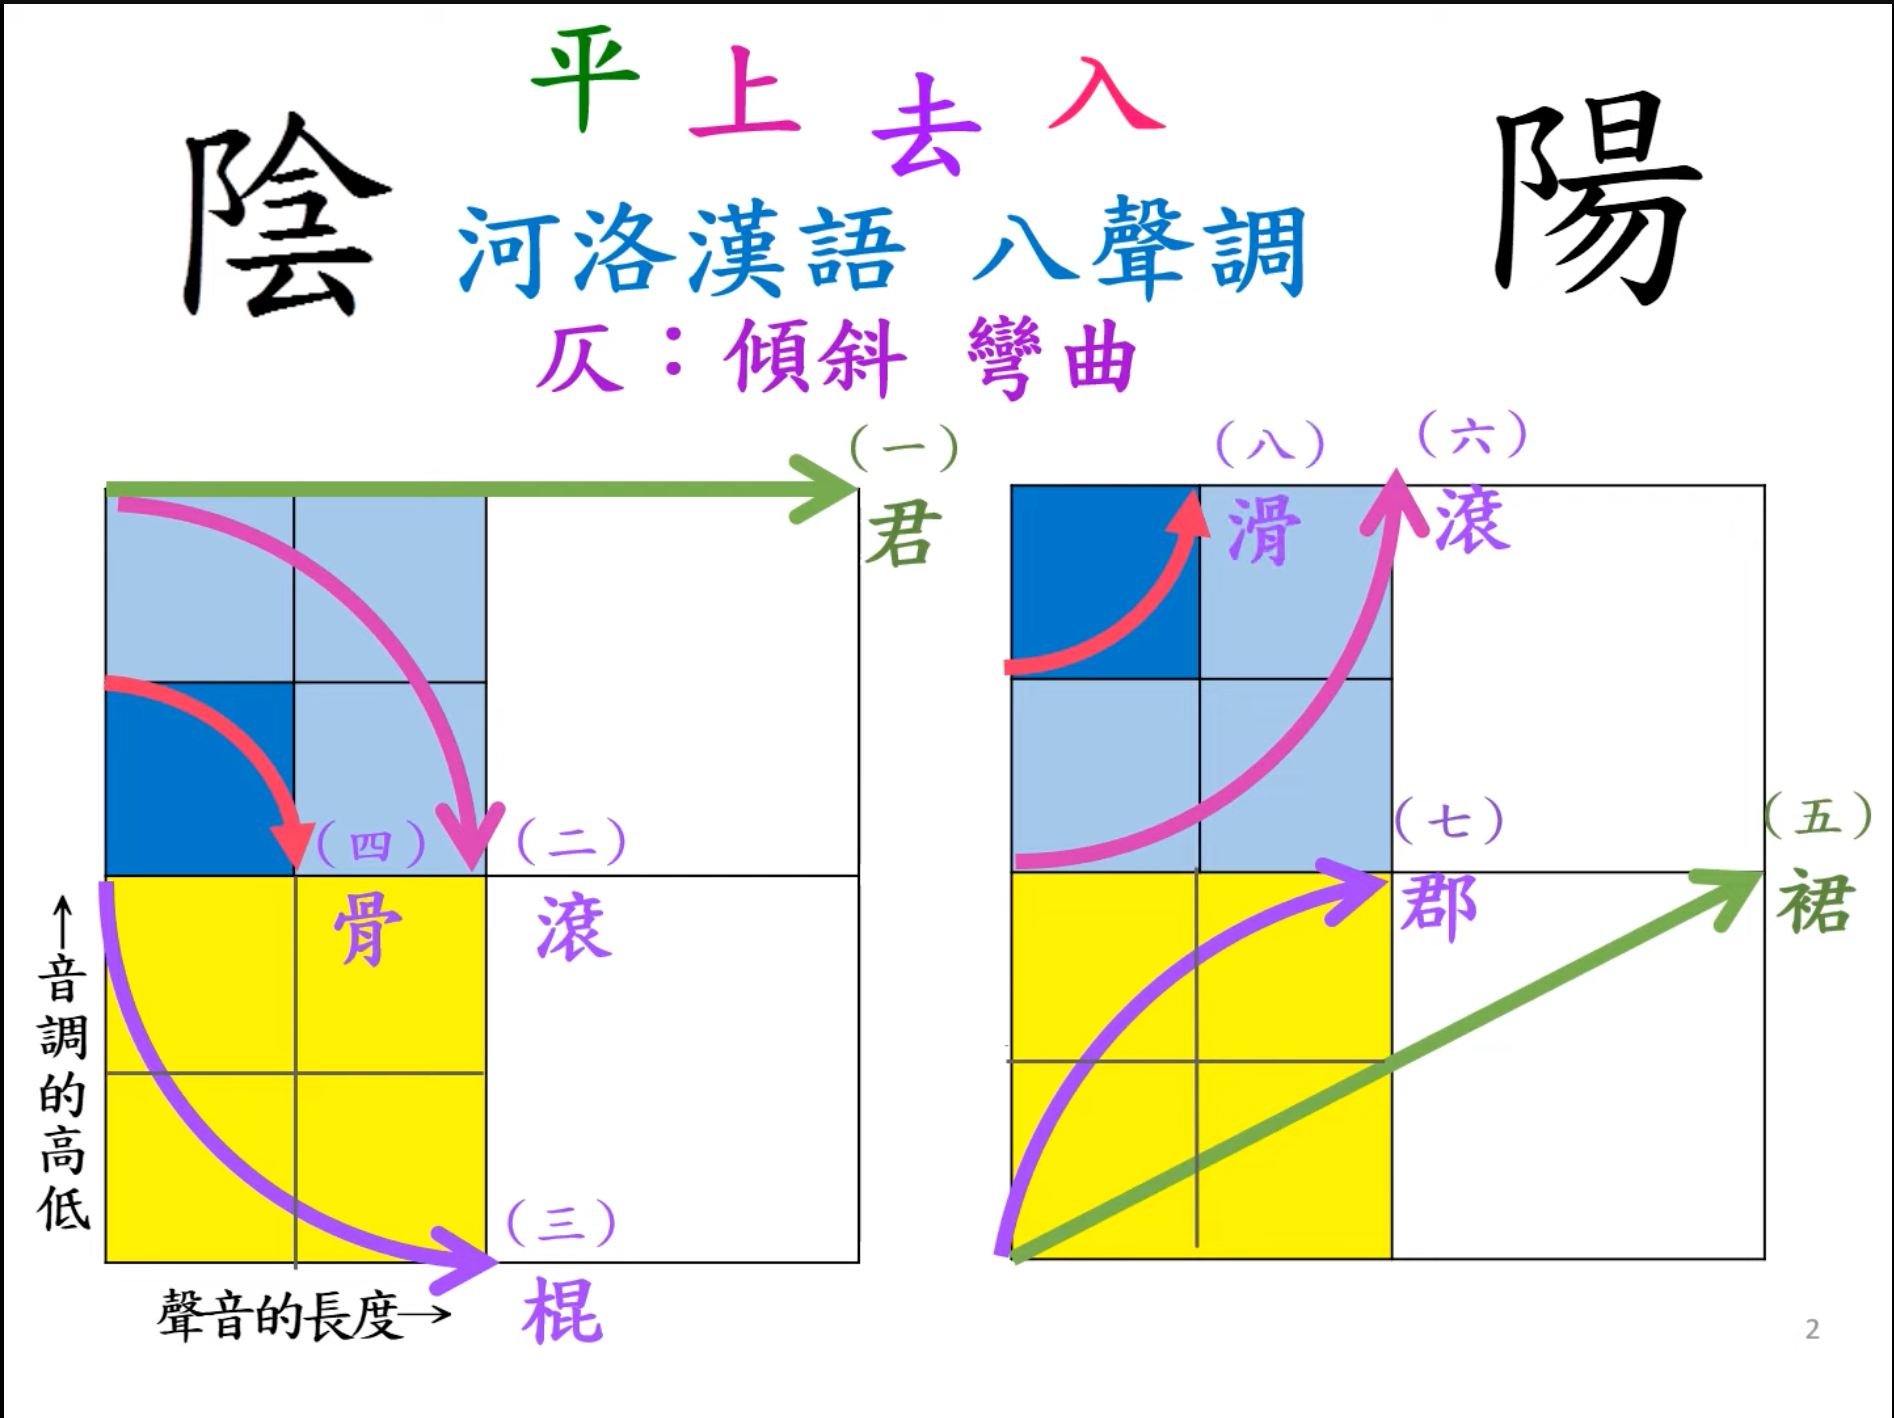 平上去入
陰
陽
河洛漢語 八聲調
仄：傾斜 彎曲
（一）
君
（四）
骨
（二）
滾
（三）
棍
↑音調的高低
聲音的長度→
（八）
滑
（六）
滾
（七）
郡
（五）
裙
2